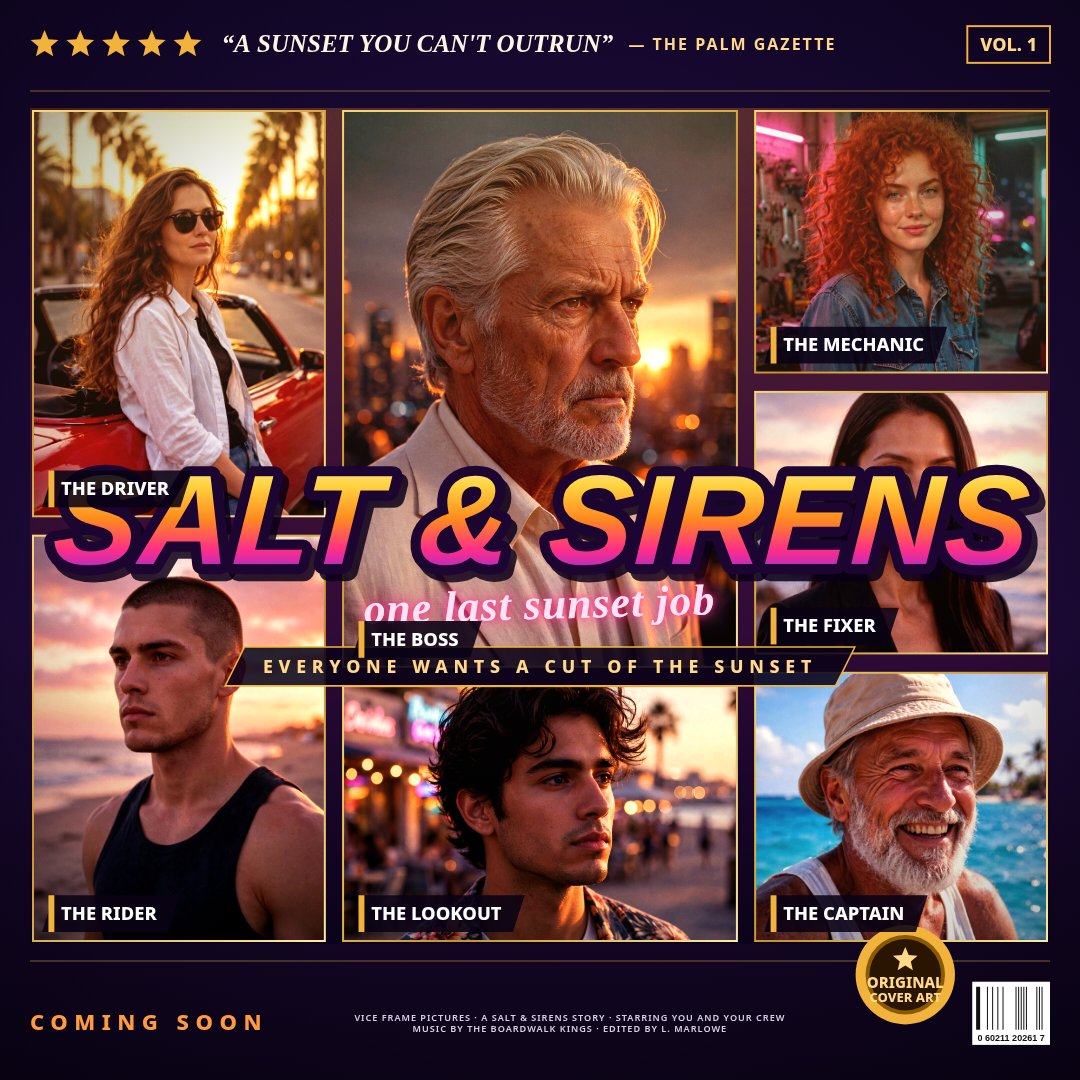 “A SUNSET YOU CAN'T OUTRUN” — THE PALM GAZETTE
VOL. 1
THE MECHANIC
THE DRIVER
SALT & SIRENS
one last sunset job
THE FIXER
THE BOSS
EVERYONE WANTS A CUT OF THE SUNSET
THE RIDER
THE LOOKOUT
THE CAPTAIN
ORIGINAL
COVER ART
COMING SOON
VICE FRAME PICTURES · A SALT & SIRENS STORY · STARRING YOU AND YOUR CREW
MUSIC BY THE BOARDWALK KINGS · EDITED BY L. MARLOWE
0 60211 20261 7